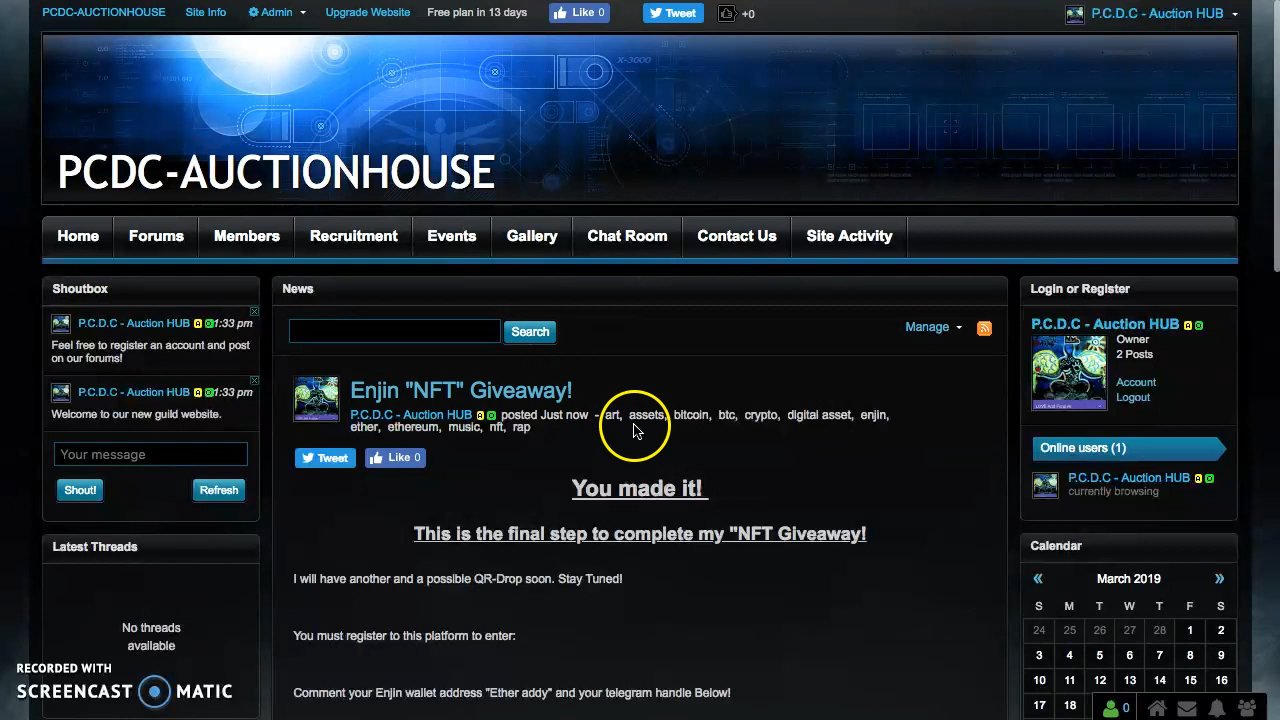 PCDC-AUCTIONHOUSE Site Info Admin Upgrade Website Free plan in 13 days Like 0 Tweet +0 P.C.D.C - Auction HUB
X-3000
PCDC-AUCTIONHOUSE
Home Forums Members Recruitment Events Gallery Chat Room Contact Us Site Activity
Shoutbox
P.C.D.C - Auction HUB A O 1:33 pm
Feel free to register an account and post
on our forums!
P.C.D.C - Auction HUB A O 1:33 pm
Welcome to our new guild website.
Your message
Shout! Refresh
Latest Threads
No threads
available
News
Search Manage
Enjin "NFT" Giveaway!
P.C.D.C - Auction HUB A O posted Just now - art, assets, bitcoin, btc, crypto, digital asset, enjin,
ether, ethereum, music, nft, rap
Tweet Like 0
You made it!
This is the final step to complete my "NFT Giveaway!
I will have another and a possible QR-Drop soon. Stay Tuned!
You must register to this platform to enter:
Comment your Enjin wallet address "Ether addy" and your telegram handle Below!
Login or Register
P.C.D.C - Auction HUB A O
Owner
2 Posts
Account
Logout
Online users (1)
P.C.D.C - Auction HUB A O
currently browsing
Calendar
« March 2019 »
S M T W T F S
24 25 26 27 28 1 2
3 4 5 6 7 8 9
10 11 12 13 14 15 16
17 18
0
RECORDED WITH
SCREENCAST MATIC